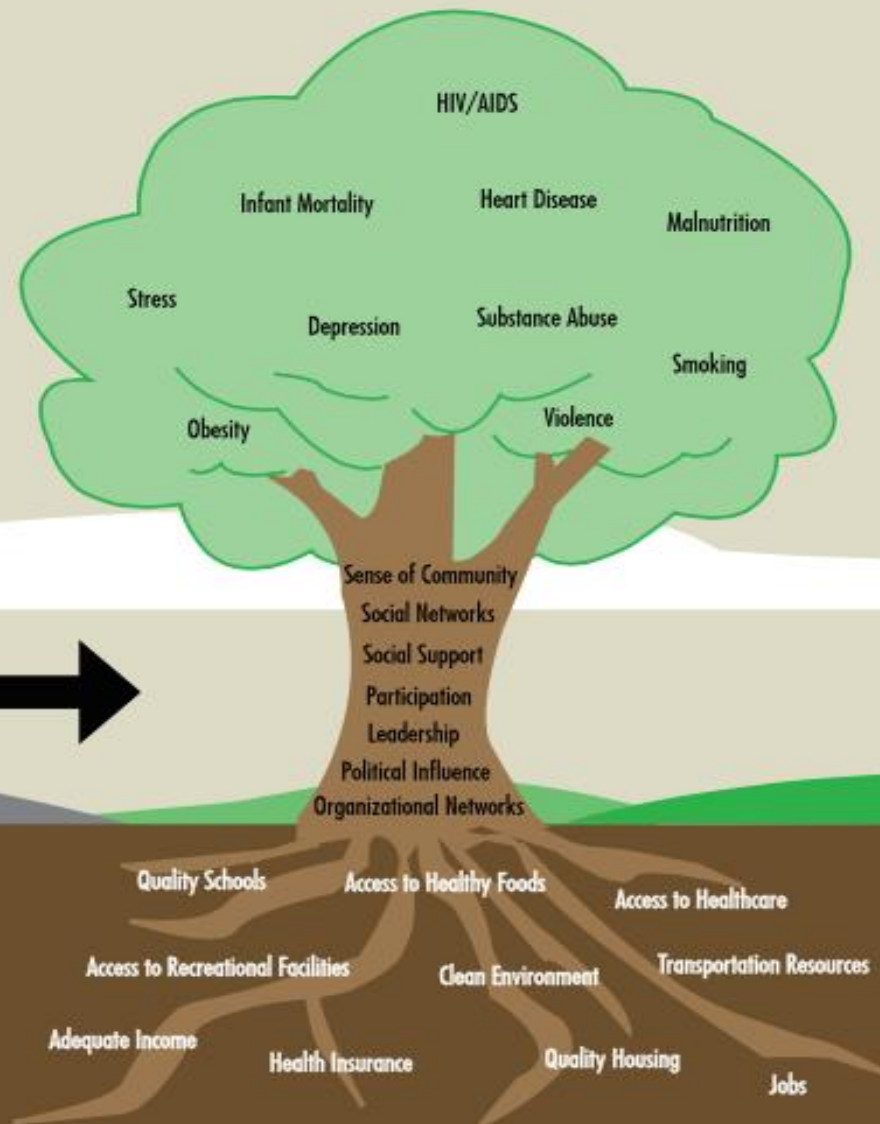 HIV/AIDS
Infant Mortality
Heart Disease
Malnutrition
Stress
Depression
Substance Abuse
Smoking
Obesity
Violence
Sense of Community
Social Networks
Social Support
Participation
Leadership
Political Influence
Organizational Networks
Quality Schools
Access to Healthy Foods
Access to Healthcare
Access to Recreational Facilities
Clean Environment
Transportation Resources
Adequate Income
Health Insurance
Quality Housing
Jobs